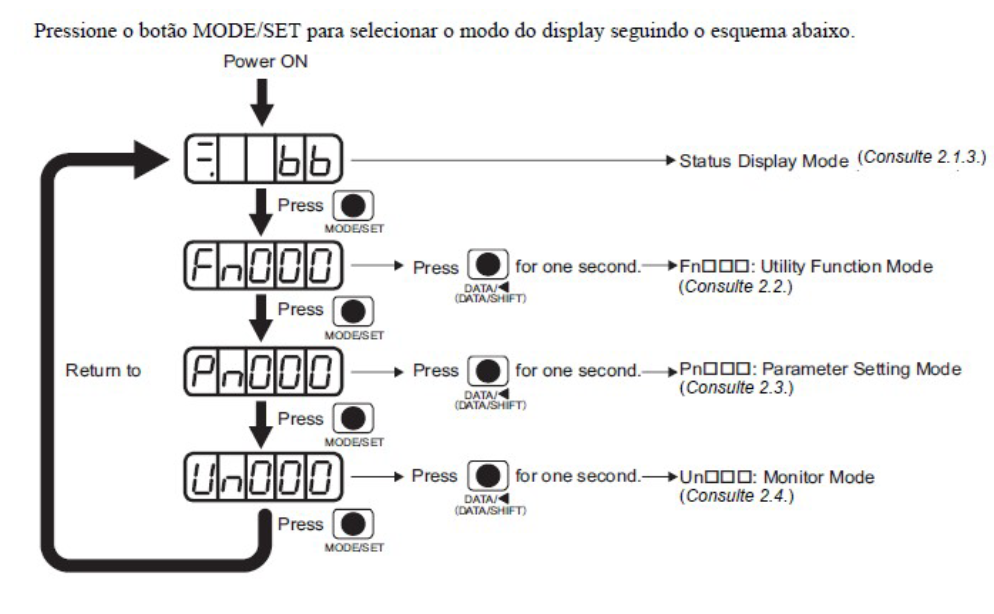 Pressione o botão MODE/SET para selecionar o modo do display seguindo o esquema abaixo.
Power ON
bb
Status Display Mode (Consulte 2.1.3.)
Press
MODE/SET
Fn000
Press for one second. Fn□□□: Utility Function Mode
DATA/◀ (Consulte 2.2.)
(DATA/SHIFT)
Press
MODE/SET
Return to
Pn000
Press for one second. Pn□□□: Parameter Setting Mode
DATA/◀ (Consulte 2.3.)
(DATA/SHIFT)
Press
MODE/SET
Un000
Press for one second. Un□□□: Monitor Mode
DATA/◀ (Consulte 2.4.)
(DATA/SHIFT)
Press
MODE/SET